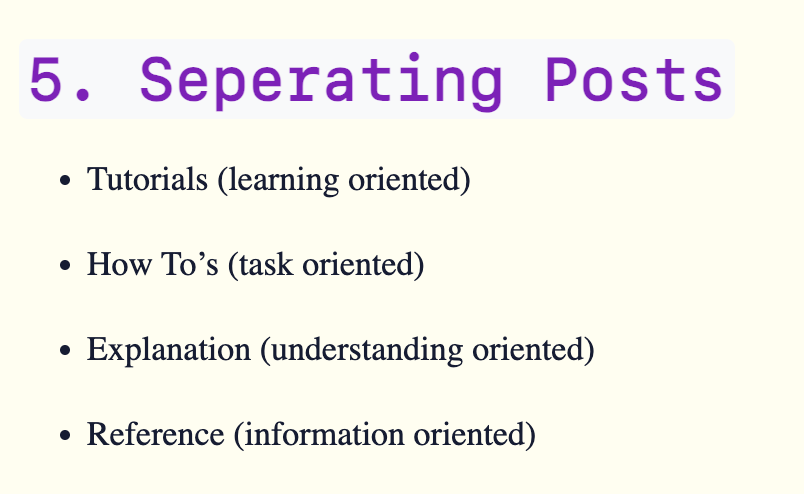 5. Seperating Posts
• Tutorials (learning oriented)
• How To’s (task oriented)
• Explanation (understanding oriented)
• Reference (information oriented)